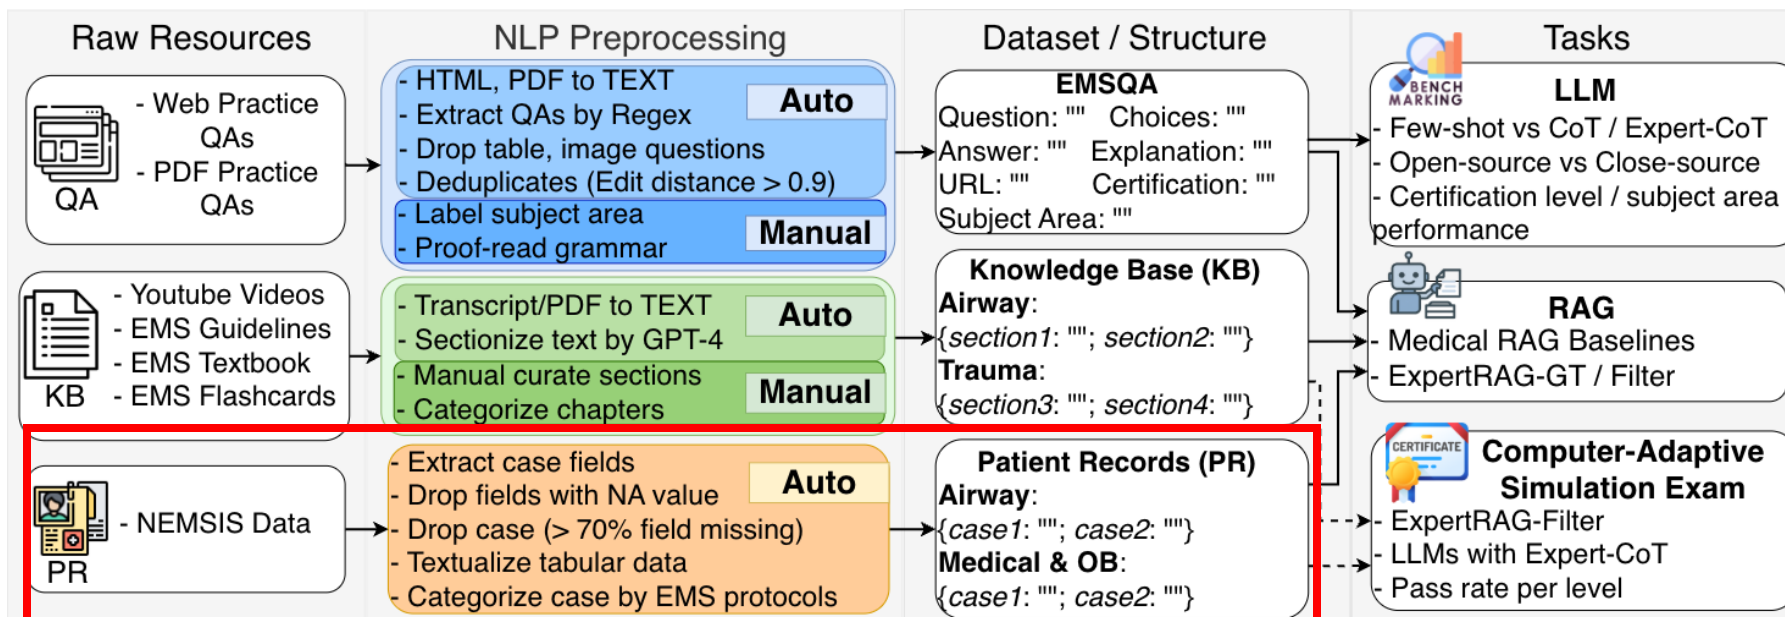 Raw Resources
NLP Preprocessing
Dataset / Structure
Tasks
- Web Practice
QAs
- PDF Practice
QAs
QA
- HTML, PDF to TEXT
- Extract QAs by Regex
- Drop table, image questions
- Deduplicates (Edit distance > 0.9)
Auto
- Label subject area
- Proof-read grammar
Manual
EMSQA
Question: "" Choices: ""
Answer: "" Explanation: ""
URL: "" Certification: ""
Subject Area: ""
BENCH
MARKING
LLM
- Few-shot vs CoT / Expert-CoT
- Open-source vs Close-source
- Certification level / subject area
performance
- Youtube Videos
- EMS Guidelines
- EMS Textbook
- EMS Flashcards
KB
- Transcript/PDF to TEXT
- Sectionize text by GPT-4
Auto
- Manual curate sections
- Categorize chapters
Manual
Knowledge Base (KB)
Airway:
{section1: ""; section2: ""}
Trauma:
{section3: ""; section4: ""}
RAG
- Medical RAG Baselines
- ExpertRAG-GT / Filter
- NEMSIS Data
PR
- Extract case fields
- Drop fields with NA value
- Drop case (> 70% field missing)
- Textualize tabular data
- Categorize case by EMS protocols
Auto
Patient Records (PR)
Airway:
{case1: ""; case2: ""}
Medical & OB:
{case1: ""; case2: ""}
CERTIFICATE
Computer-Adaptive
Simulation Exam
- ExpertRAG-Filter
- LLMs with Expert-CoT
- Pass rate per level